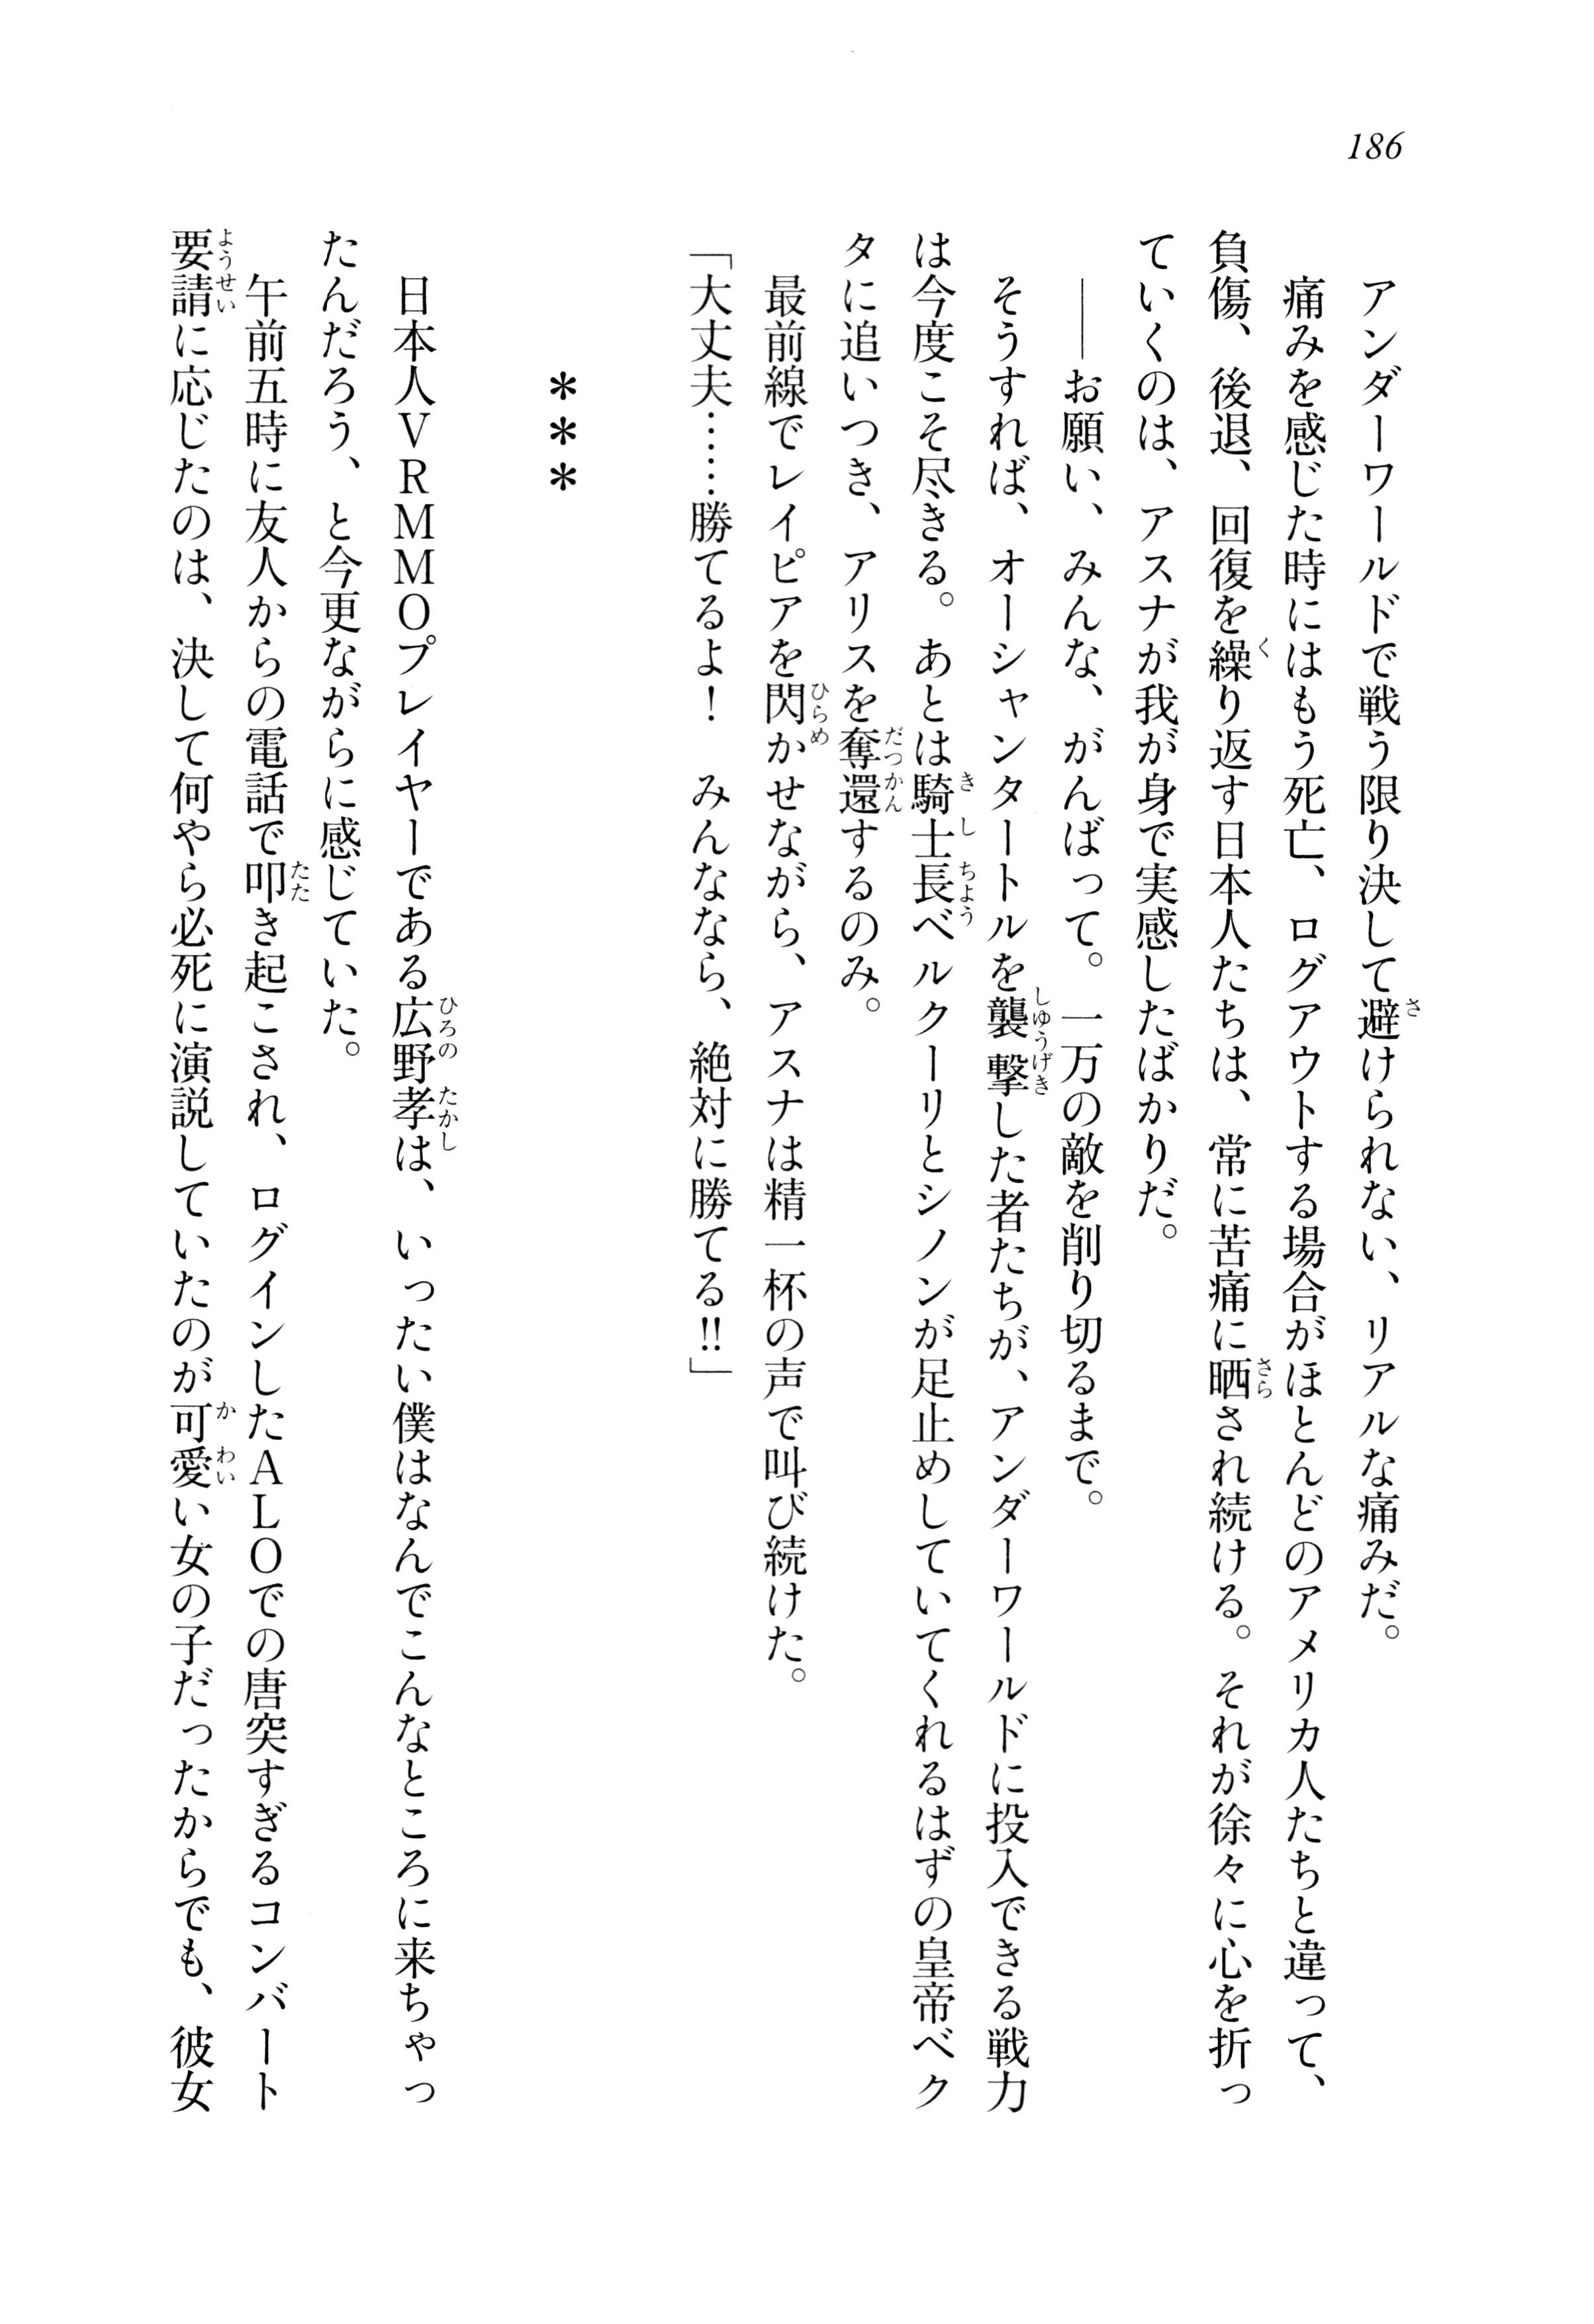 186
アンダーワールドで戦う限り決して避けられない、リアルな痛みだ。
痛みを感じた時にはもう死亡、ログアウトする場合がほとんどのアメリカ人たちと違って、
負傷、後退、回復を繰り返す日本人たちは、常に苦痛に晒され続ける。それが徐々に心を折っ
ていくのは、アスナが我が身で実感したばかりだ。
――お願い、みんな、がんばって。一万の敵を削り切るまで。
そうすれば、オーシャンタートルを襲撃した者たちが、アンダーワールドに投入できる戦力
は今度こそ尽きる。あとは騎士長ベルクーリとシノンが足止めしていてくれるはずの皇帝ベク
タに追いつき、アリスを奪還するのみ。
最前線でレイピアを閃かせながら、アスナは精一杯の声で叫び続けた。
「大丈夫……勝てるよ！　みんななら、絶対に勝てる!!」
＊＊＊
日本人ＶＲＭＭＯプレイヤーである広野孝は、いったい僕はなんでこんなところに来ちゃっ
たんだろう、と今更ながらに感じていた。
午前五時に友人からの電話で叩き起こされ、ログインしたＡＬＯでの唐突すぎるコンバート
要請に応じたのは、決して何やら必死に演説していたのが可愛い女の子だったからでも、彼女